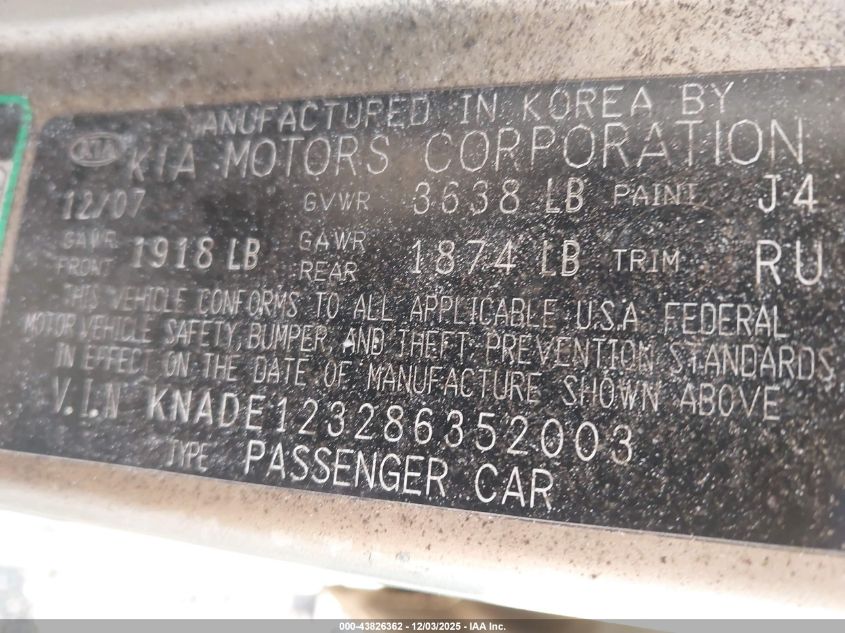 MANUFACTURED IN KOREA BY
KIA KIA MOTORS CORPORATION
12/07 GVWR 3638 LB PAINT J4
GAWR FRONT 1918 LB GAWR REAR 1874 LB TRIM RU
THIS VEHICLE CONFORMS TO ALL APPLICABLE U.S.A FEDERAL
MOTOR VEHICLE SAFETY, BUMPER AND THEFT PREVENTION STANDARDS
IN EFFECT ON THE DATE OF MANUFACTURE SHOWN ABOVE
V.I.N KNADE123286352003
TYPE PASSENGER CAR
000-43826362 - 12/03/2025 - IAA Inc.